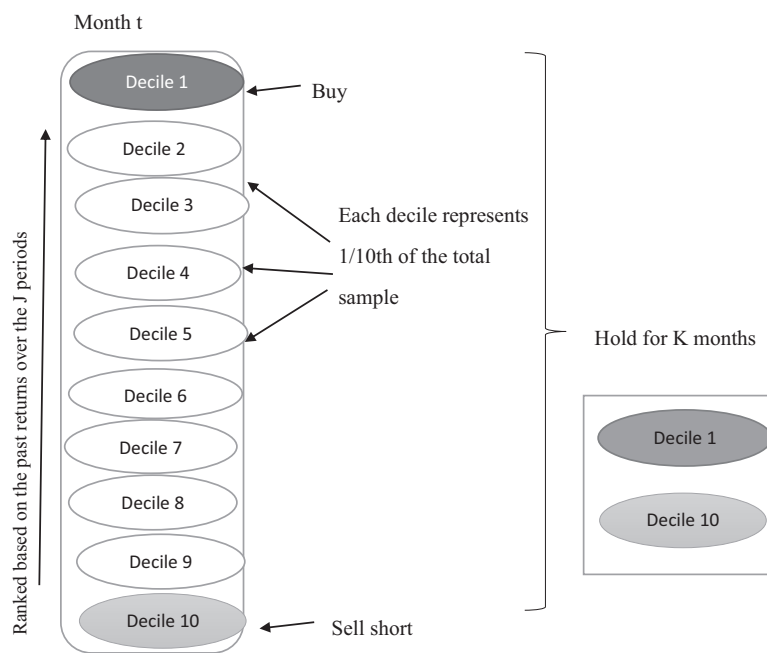 Month t
Decile 1
Buy
Decile 2
Decile 3
Each decile represents
1/10th of the total
sample
Decile 4
Decile 5
Decile 6
Decile 7
Decile 8
Decile 9
Decile 10
Sell short
Ranked based on the past returns over the J periods
Hold for K months
Decile 1
Decile 10